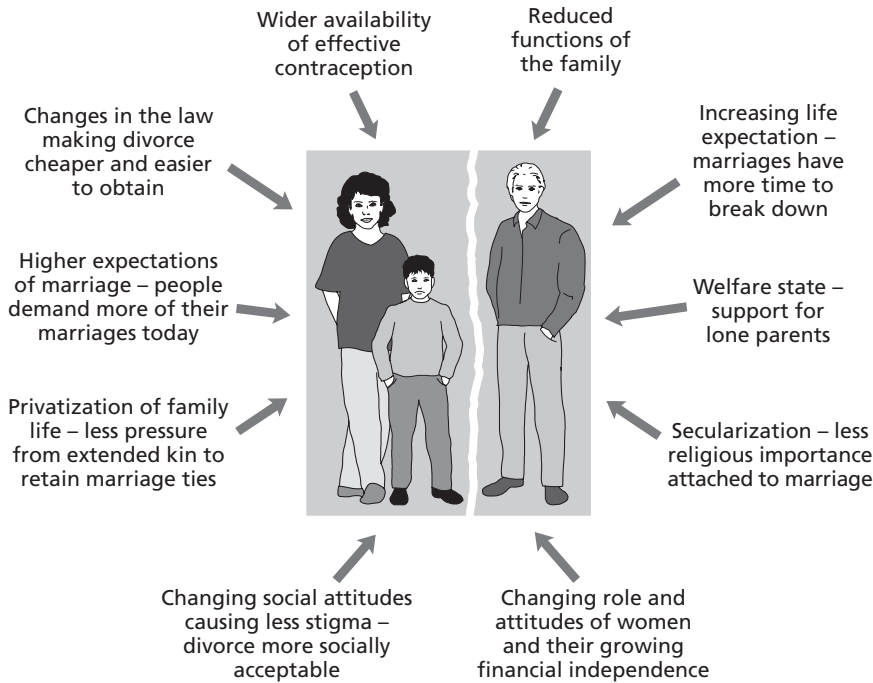 Wider availability
of effective
contraception
Reduced
functions of
the family
Changes in the law
making divorce
cheaper and easier
to obtain
Increasing life
expectation –
marriages have
more time to
break down
Higher expectations
of marriage – people
demand more of their
marriages today
Welfare state –
support for
lone parents
Privatization of family
life – less pressure
from extended kin to
retain marriage ties
Secularization – less
religious importance
attached to marriage
Changing social attitudes
causing less stigma –
divorce more socially
acceptable
Changing role and
attitudes of women
and their growing
financial independence